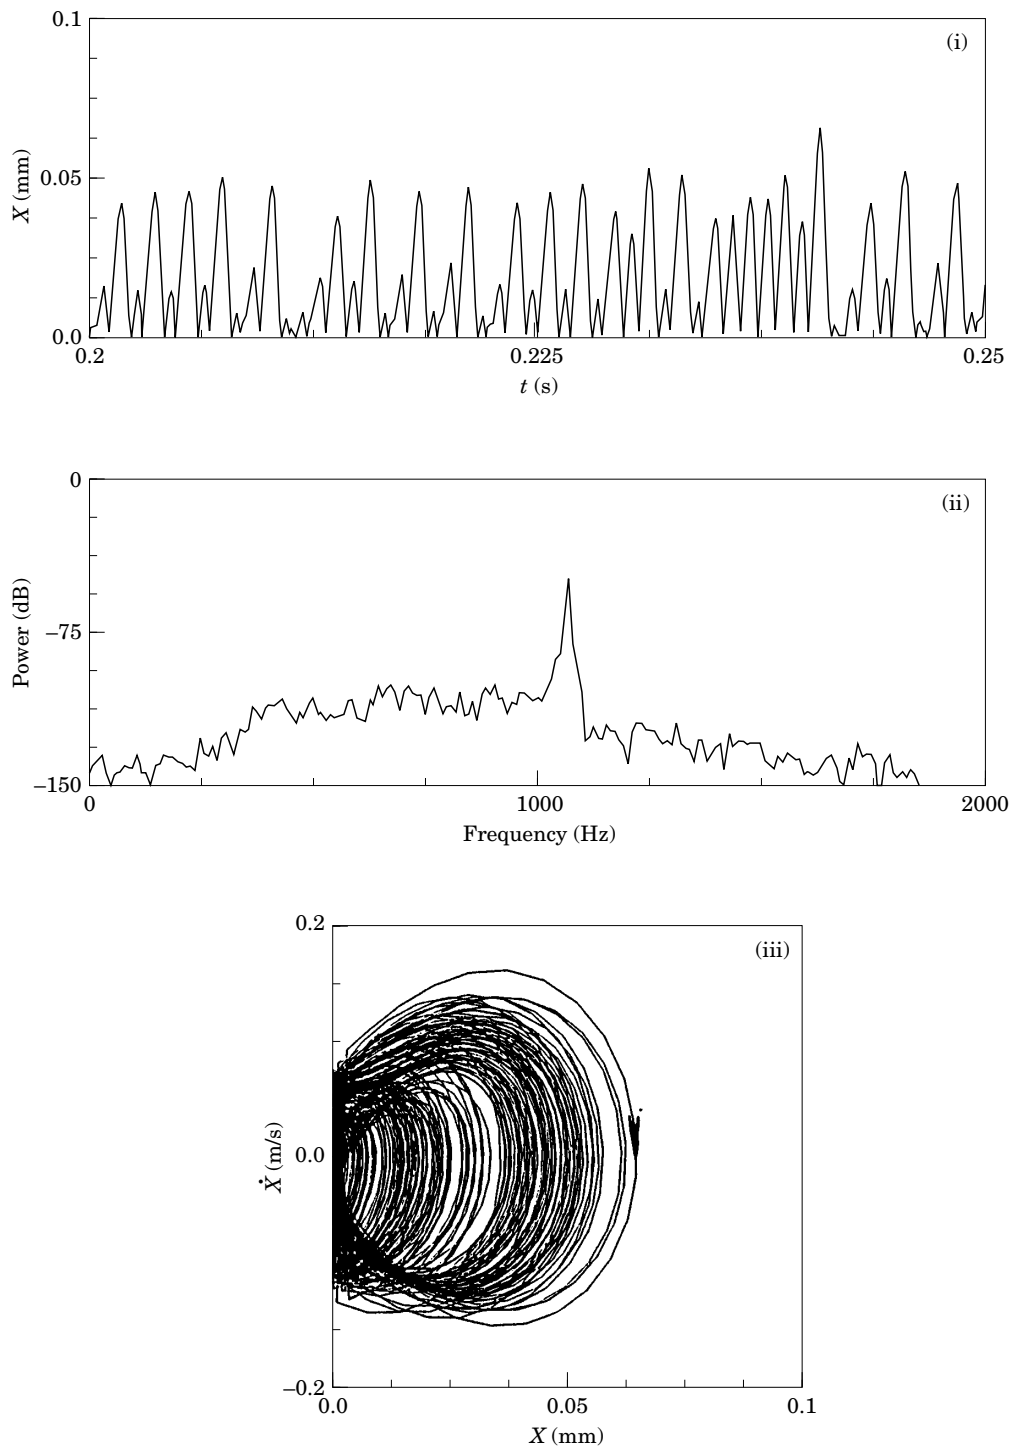 0.1
(i)
X (mm)
0.05
0.0
0.2
0.225
0.25
t (s)
0
(ii)
Power (dB)
–75
–150
0
1000
2000
Frequency (Hz)
0.2
(iii)
Ẋ (m/s)
0.0
–0.2
0.0
0.05
0.1
X (mm)